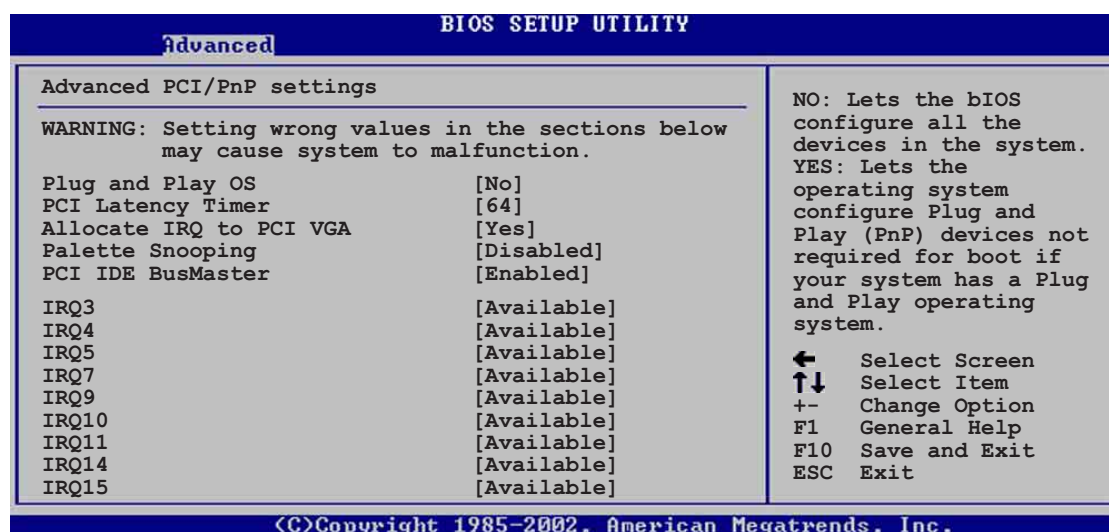 BIOS SETUP UTILITY
Advanced
Advanced PCI/PnP settings
WARNING: Setting wrong values in the sections below
may cause system to malfunction.
Plug and Play OS [No]
PCI Latency Timer [64]
Allocate IRQ to PCI VGA [Yes]
Palette Snooping [Disabled]
PCI IDE BusMaster [Enabled]
IRQ3 [Available]
IRQ4 [Available]
IRQ5 [Available]
IRQ7 [Available]
IRQ9 [Available]
IRQ10 [Available]
IRQ11 [Available]
IRQ14 [Available]
IRQ15 [Available]
NO: Lets the bIOS
configure all the
devices in the system.
YES: Lets the
operating system
configure Plug and
Play (PnP) devices not
required for boot if
your system has a Plug
and Play operating
system.
← Select Screen
↑↓ Select Item
+- Change Option
F1 General Help
F10 Save and Exit
ESC Exit
(C)Copyright 1985-2002, American Megatrends, Inc.